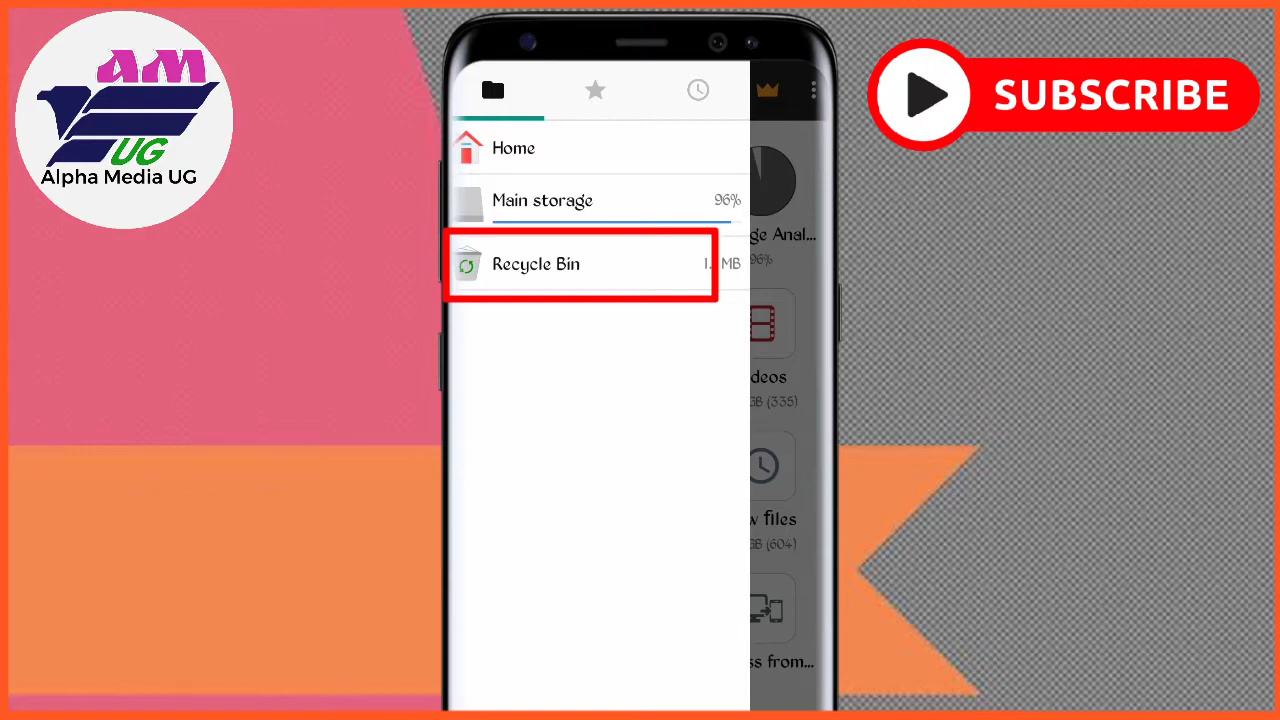 AM
UG
Alpha Media UG
SUBSCRIBE
Home
Main storage 96%
Recycle Bin MB
ge Anal...
96%
deos
GB (335)
w files
GB (604)
ss from...